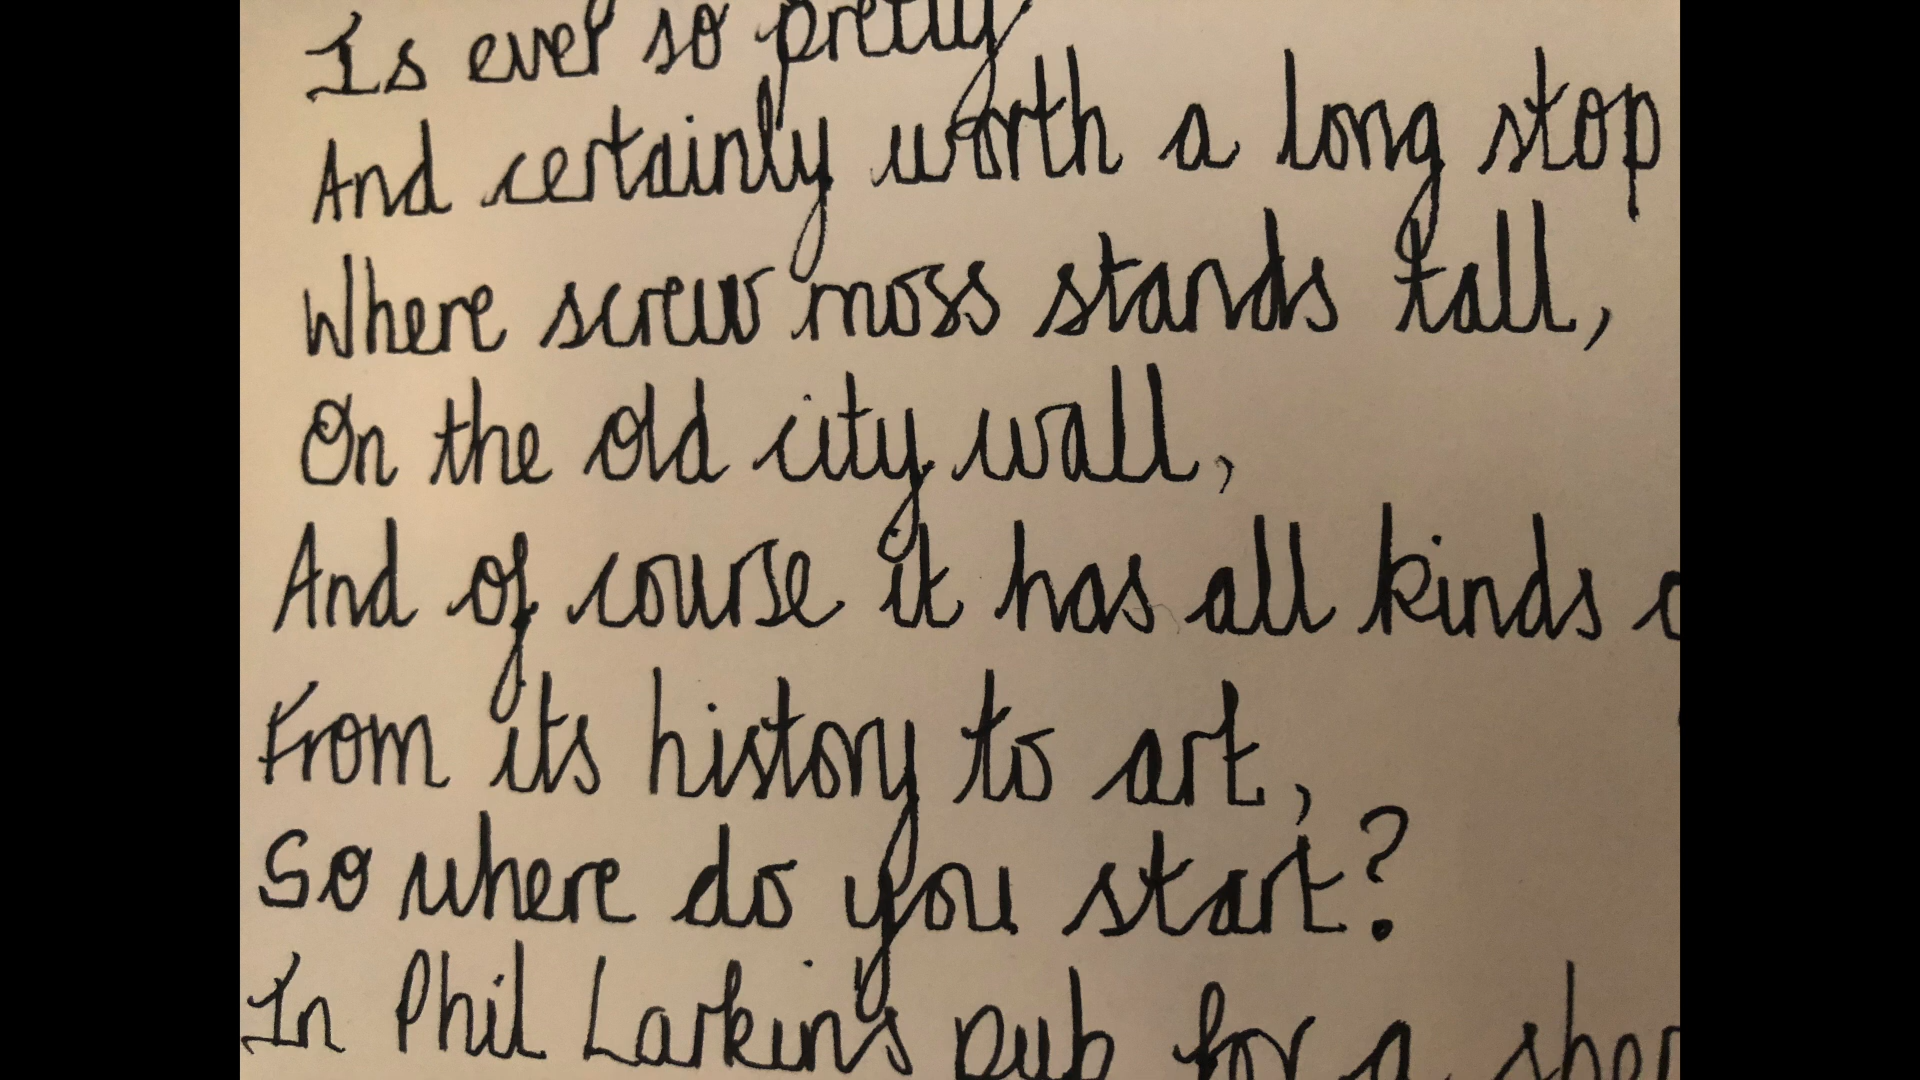 Is ever so pretty
And certainly worth a long stop
Where screw moss stands tall,
On the old city wall,
And of course it has all kinds
From its history to art,
So where do you start?
In Phil Larkin's pub for a